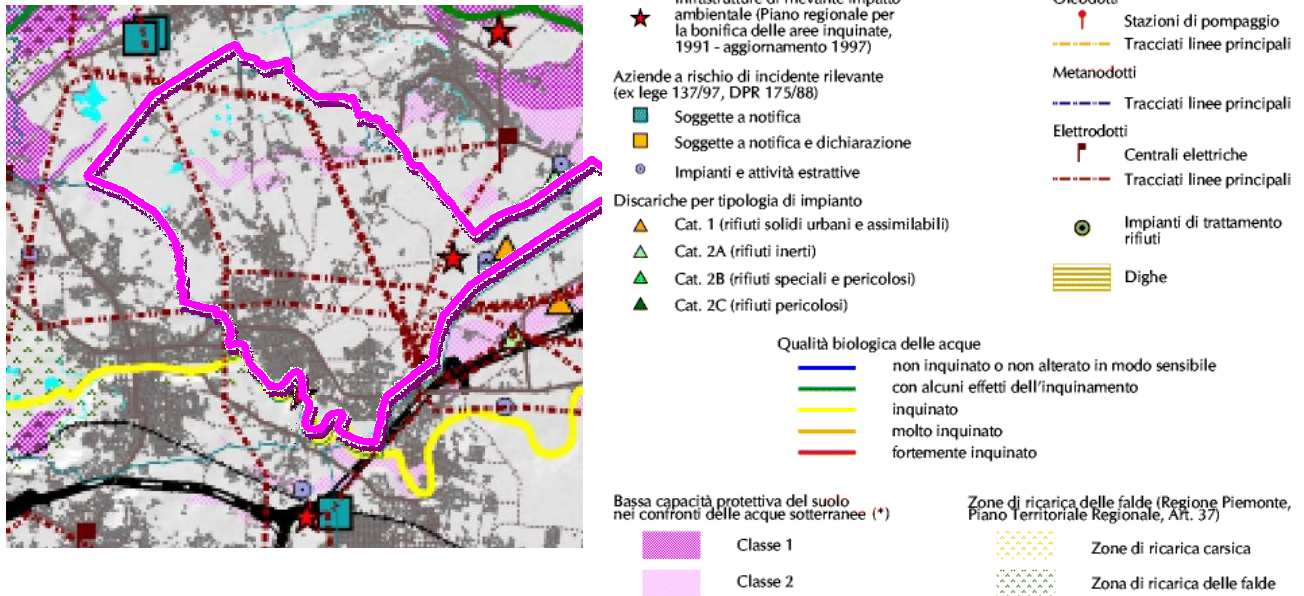 Infrastrutture di rilevante impatto
ambientale (Piano regionale per
la bonifica delle aree inquinate,
1991 - aggiornamento 1997)
Aziende a rischio di incidente rilevante
(ex lege 137/97, DPR 175/88)
Soggette a notifica
Soggette a notifica e dichiarazione
Impianti e attività estrattive
Discariche per tipologia di impianto
Cat. 1 (rifiuti solidi urbani e assimilabili)
Cat. 2A (rifiuti inerti)
Cat. 2B (rifiuti speciali e pericolosi)
Cat. 2C (rifiuti pericolosi)
Oleodotti
Stazioni di pompaggio
Tracciati linee principali
Metanodotti
Tracciati linee principali
Elettrodotti
Centrali elettriche
Tracciati linee principali
Impianti di trattamento
rifiuti
Dighe
Qualità biologica delle acque
non inquinato o non alterato in modo sensibile
con alcuni effetti dell'inquinamento
inquinato
molto inquinato
fortemente inquinato
Bassa capacità protettiva del suolo
nei confronti delle acque sotterranee (*)
Classe 1
Classe 2
Zone di ricarica delle falde (Regione Piemonte,
Piano Territoriale Regionale, Art. 37)
Zone di ricarica carsica
Zona di ricarica delle falde